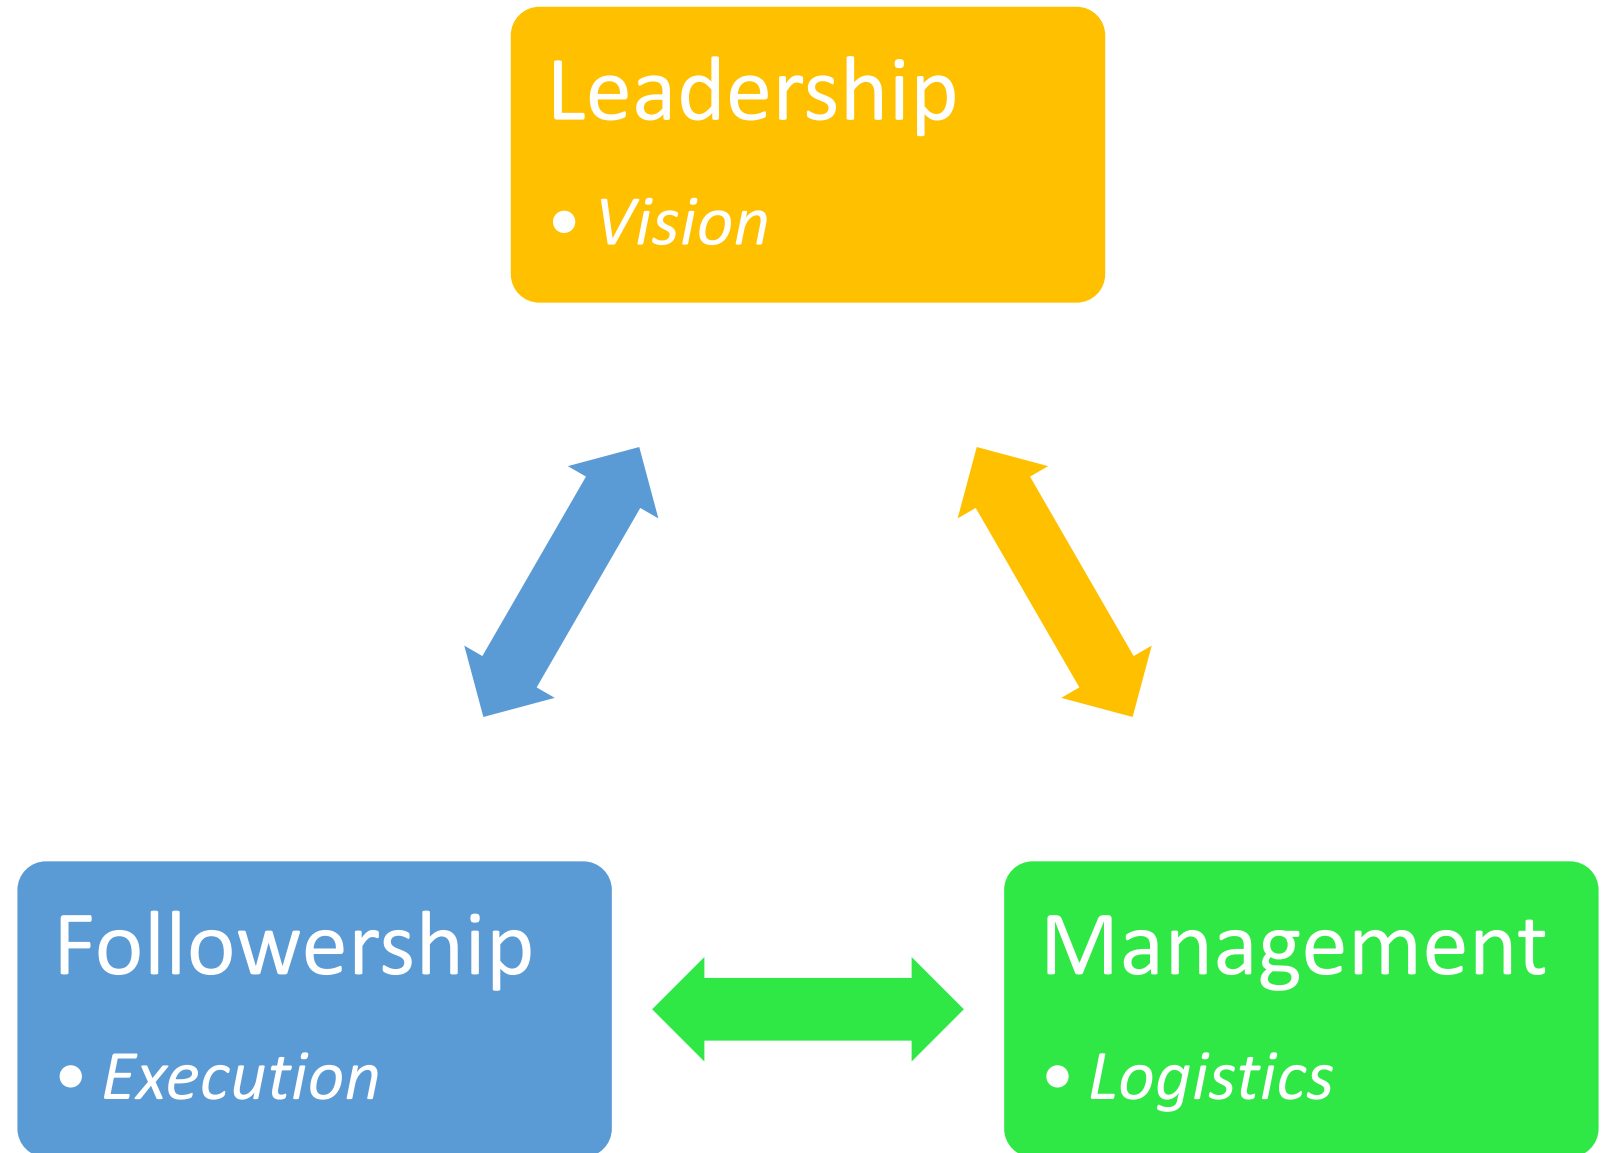 Leadership
• Vision
Followership
• Execution
Management
• Logistics